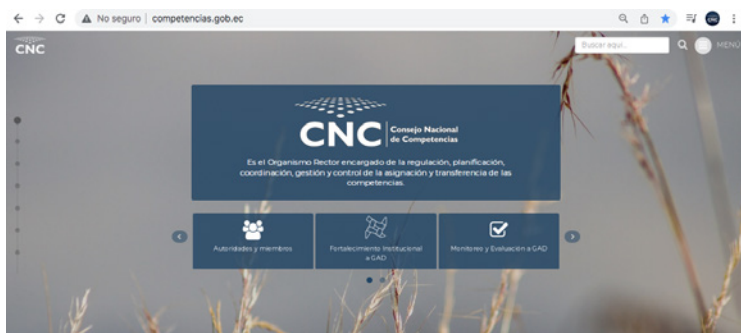 No seguro | competencias.gob.ec
CNC
Buscar aquí...
MENÚ
CNC Consejo Nacional
de Competencias
Es el Organismo Rector encargado de la regulación, planificación,
coordinación, gestión y control de la asignación y transferencia de las
competencias.
Autoridades y miembros
Fortalecimiento Institucional
a GAD
Monitoreo y Evaluación a GAD